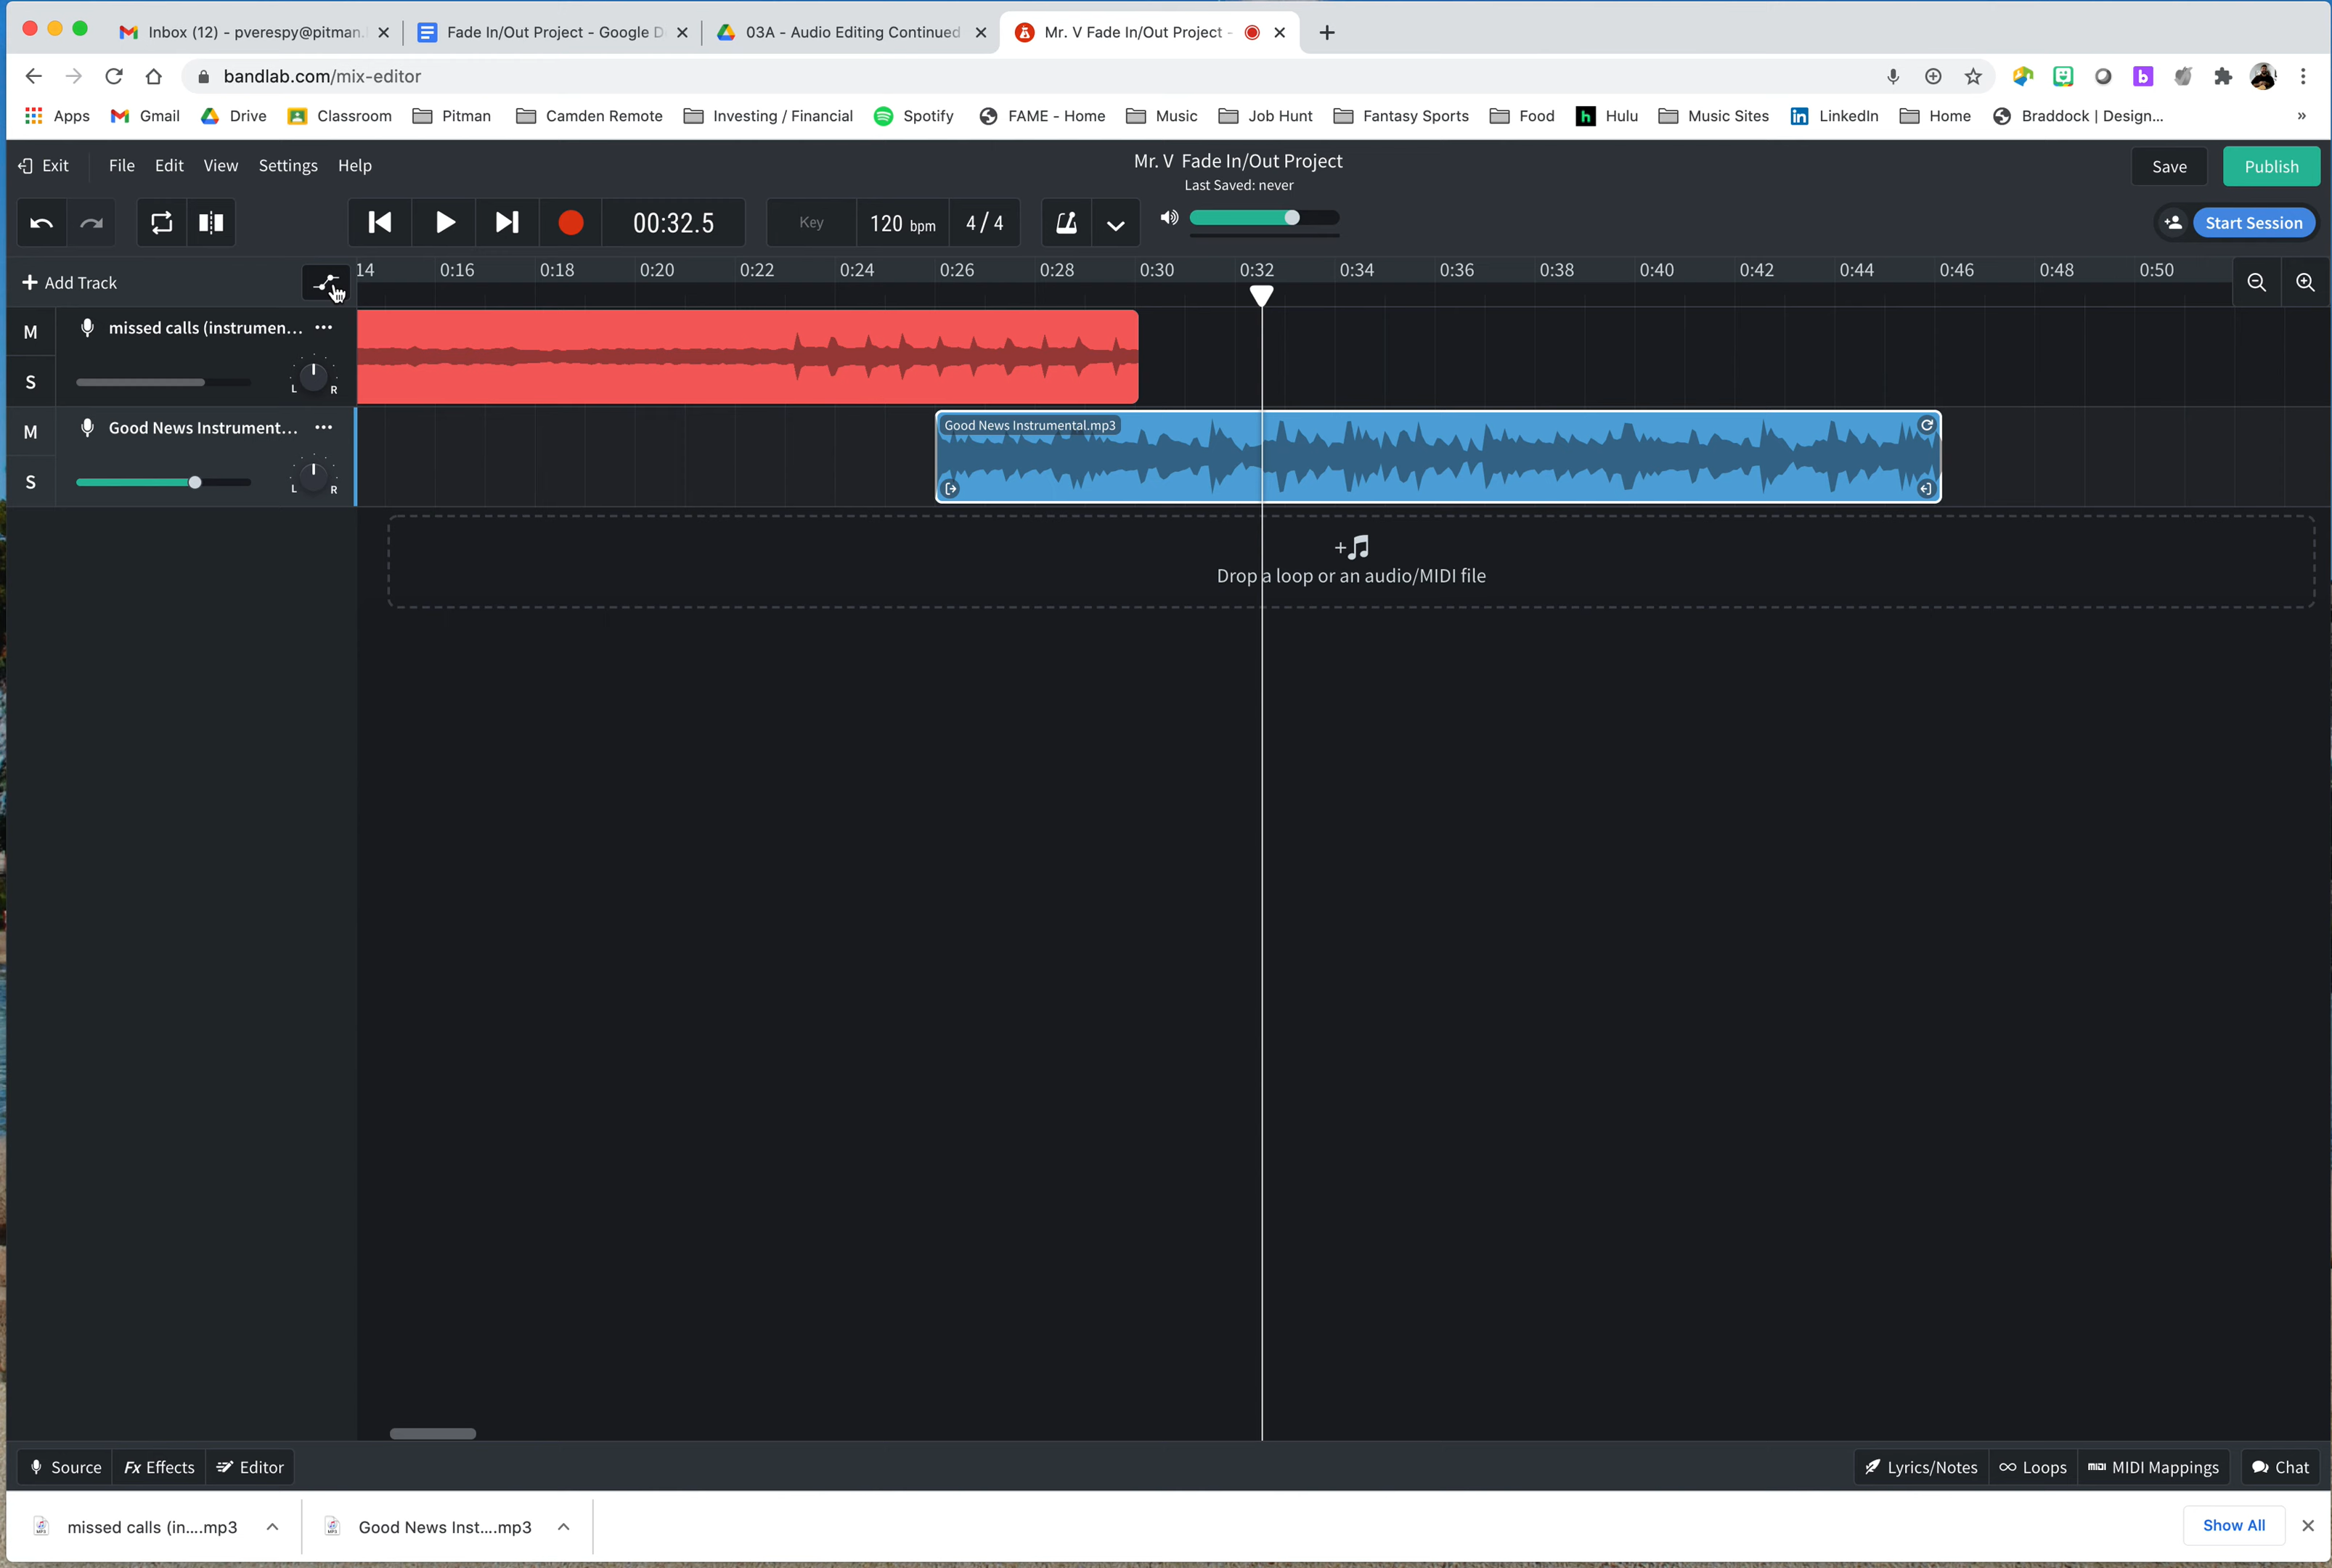 Inbox (12) - pverespy@pitman.
Fade In/Out Project - Google D
03A - Audio Editing Continued
Mr. V Fade In/Out Project -
bandlab.com/mix-editor
Apps
Gmail
Drive
Classroom
Pitman
Camden Remote
Investing / Financial
Spotify
FAME - Home
Music
Job Hunt
Fantasy Sports
Food
Hulu
Music Sites
LinkedIn
Home
Braddock | Design...
»
Exit
File
Edit
View
Settings
Help
Mr. V Fade In/Out Project
Last Saved: never
Save
Publish
00:32.5
Key
120 bpm
4 / 4
Start Session
+ Add Track
14 0:16 0:18 0:20 0:22 0:24 0:26 0:28 0:30 0:32 0:34 0:36 0:38 0:40 0:42 0:44 0:46 0:48 0:50
M
missed calls (instrumen...
S
L R
M
Good News Instrument...
S
L R
Good News Instrumental.mp3
Drop a loop or an audio/MIDI file
Source
Fx Effects
Editor
Lyrics/Notes
Loops
MIDI Mappings
Chat
missed calls (in....mp3
Good News Inst....mp3
Show All